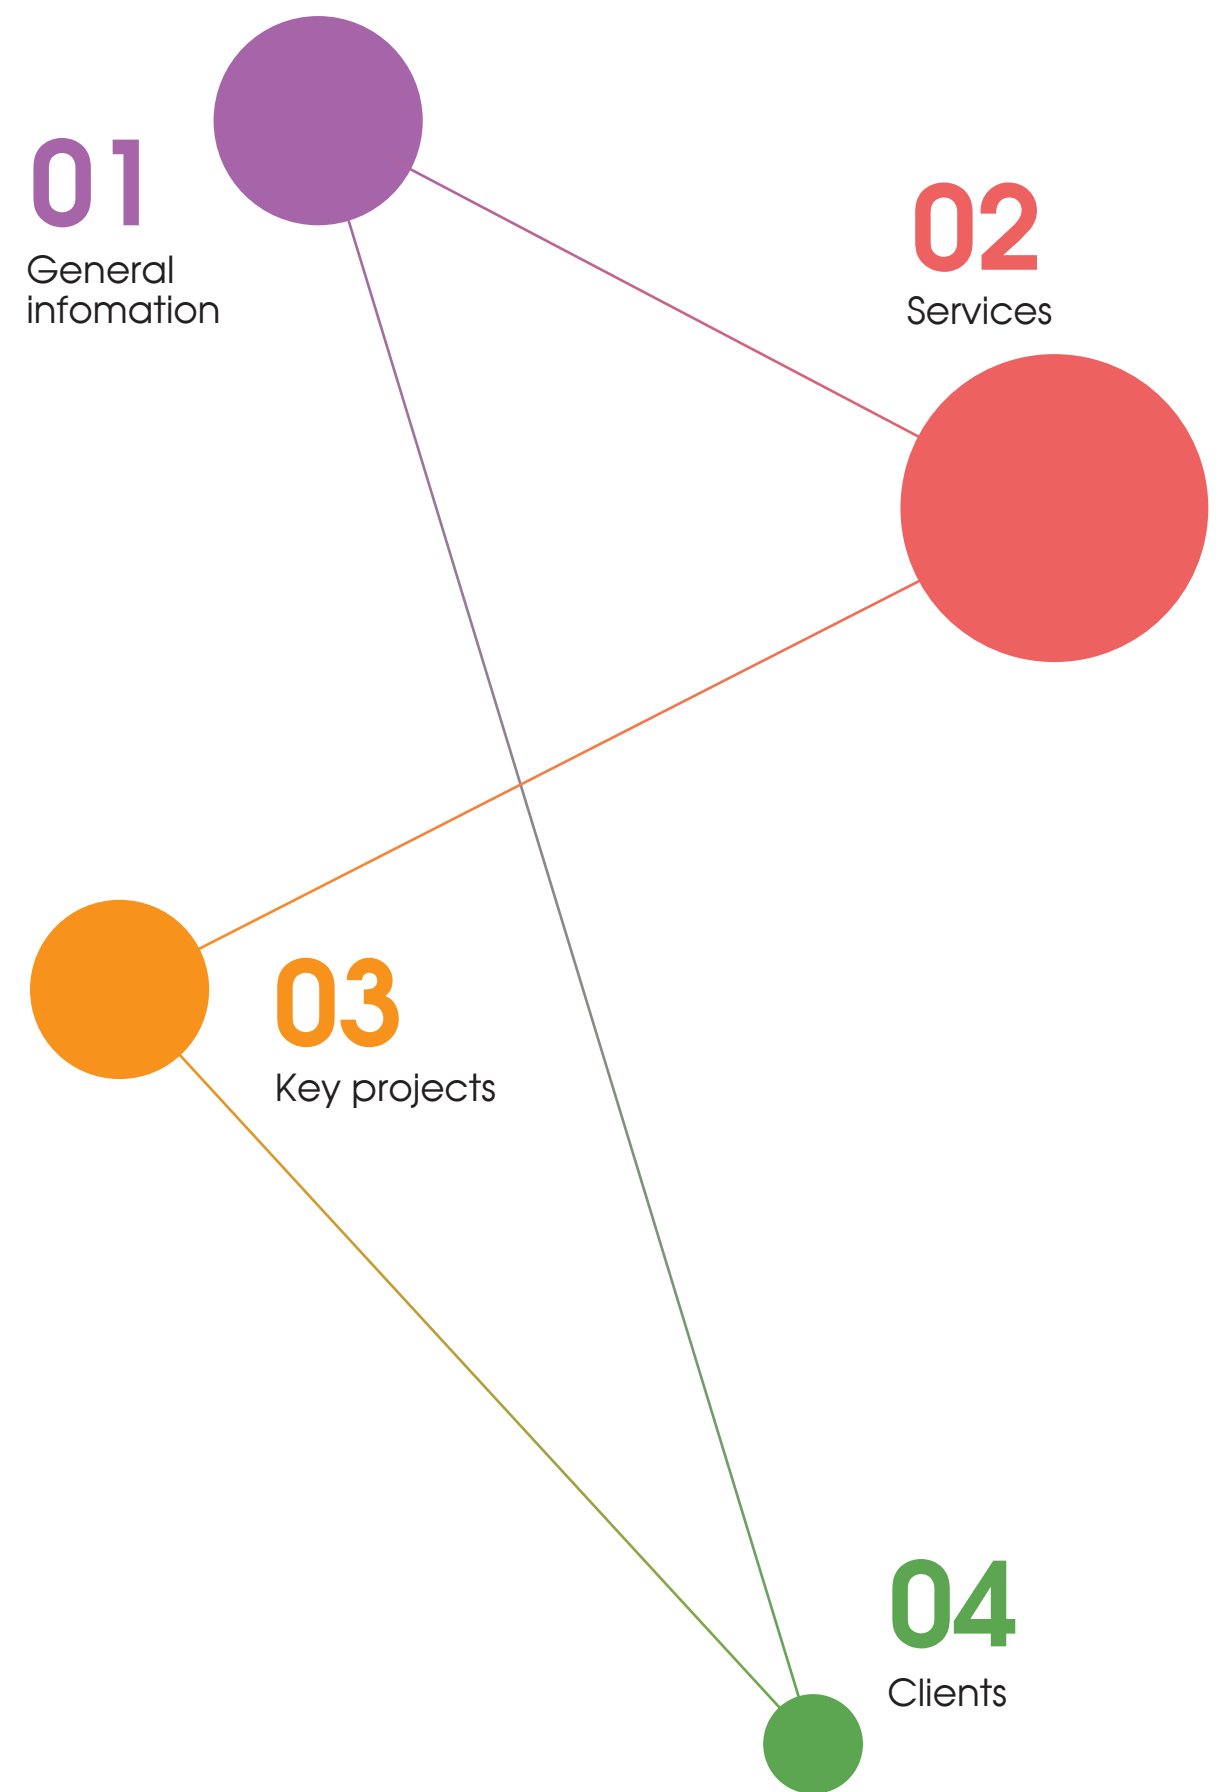 01
General
infomation
02
Services
03
Key projects
04
Clients